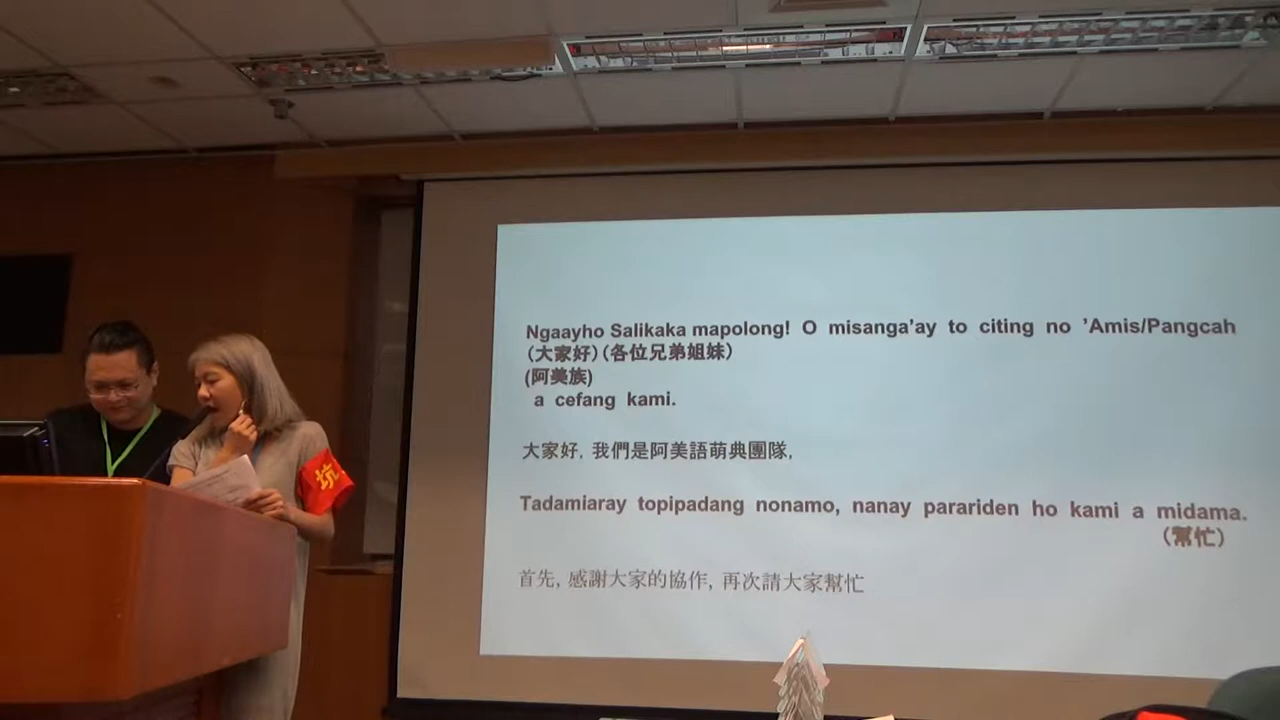 Ngaayho Salikaka mapolong! O misanga'ay to citing no 'Amis/Pangcah
(大家好)(各位兄弟姐妹)
(阿美族)
a cefang kami.
大家好, 我們是阿美語萌典團隊,
Tadamiaray topipadang nonamo, nanay parariden ho kami a midama.
(幫忙)
首先, 感謝大家的協作, 再次請大家幫忙
坑